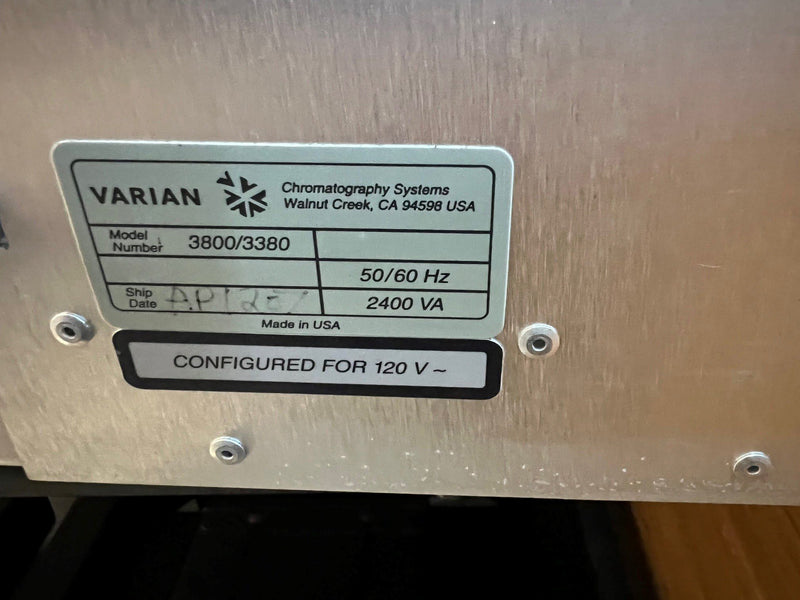 VARIAN
Chromatography Systems
Walnut Creek, CA 94598 USA
Model Number
3800/3380
50/60 Hz
Ship Date
2400 VA
Made in USA
CONFIGURED FOR 120 V ~